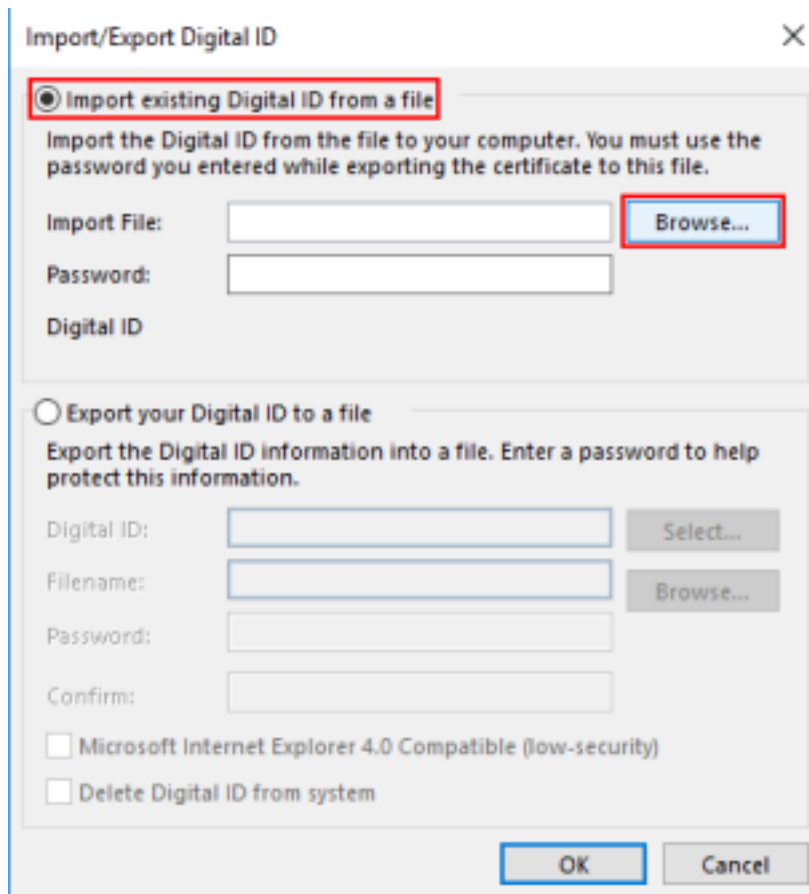 Import/Export Digital ID
Import existing Digital ID from a file
Import the Digital ID from the file to your computer. You must use the
password you entered while exporting the certificate to this file.
Import File:
Browse...
Password:
Digital ID
Export your Digital ID to a file
Export the Digital ID information into a file. Enter a password to help
protect this information.
Digital ID:
Select...
Filename:
Browse...
Password:
Confirm:
Microsoft Internet Explorer 4.0 Compatible (low-security)
Delete Digital ID from system
OK
Cancel